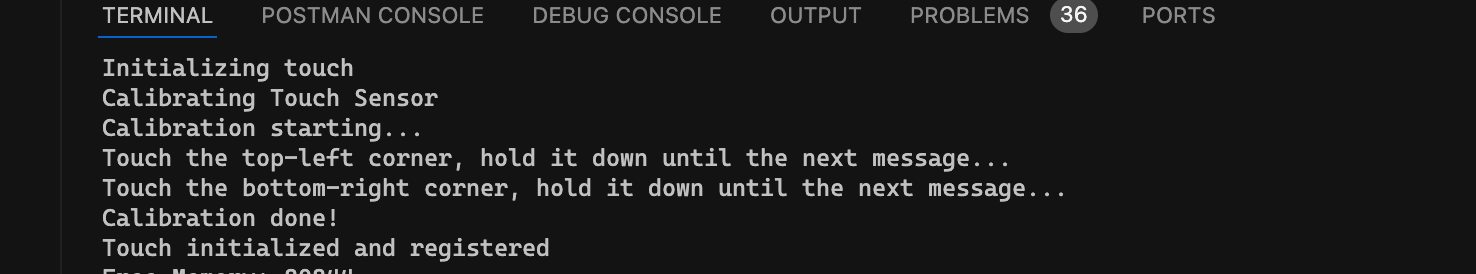 TERMINAL POSTMAN CONSOLE DEBUG CONSOLE OUTPUT PROBLEMS 36 PORTS
Initializing touch
Calibrating Touch Sensor
Calibration starting...
Touch the top-left corner, hold it down until the next message...
Touch the bottom-right corner, hold it down until the next message...
Calibration done!
Touch initialized and registered